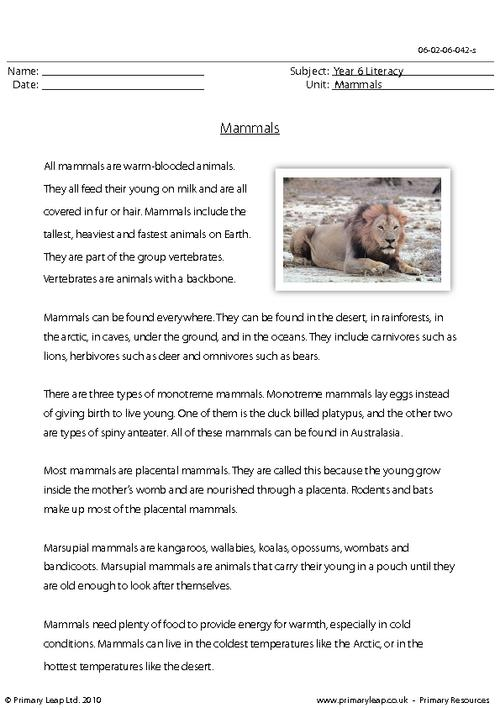 06-02-06-042-s
Name: Subject: Year 6 Literacy
Date: Unit: Mammals
Mammals
All mammals are warm-blooded animals.
They all feed their young on milk and are all
covered in fur or hair. Mammals include the
tallest, heaviest and fastest animals on Earth.
They are part of the group vertebrates.
Vertebrates are animals with a backbone.
Mammals can be found everywhere. They can be found in the desert, in rainforests, in
the arctic, in caves, under the ground, and in the oceans. They include carnivores such as
lions, herbivores such as deer and omnivores such as bears.
There are three types of monotreme mammals. Monotreme mammals lay eggs instead
of giving birth to live young. One of them is the duck billed platypus, and the other two
are types of spiny anteater. All of these mammals can be found in Australasia.
Most mammals are placental mammals. They are called this because the young grow
inside the mother's womb and are nourished through a placenta. Rodents and bats
make up most of the placental mammals.
Marsupial mammals are kangaroos, wallabies, koalas, opossums, wombats and
bandicoots. Marsupial mammals are animals that carry their young in a pouch until they
are old enough to look after themselves.
Mammals need plenty of food to provide energy for warmth, especially in cold
conditions. Mammals can live in the coldest temperatures like the Arctic, or in the
hottest temperatures like the desert.
© Primary Leap Ltd. 2010 www.primaryleap.co.uk - Primary Resources